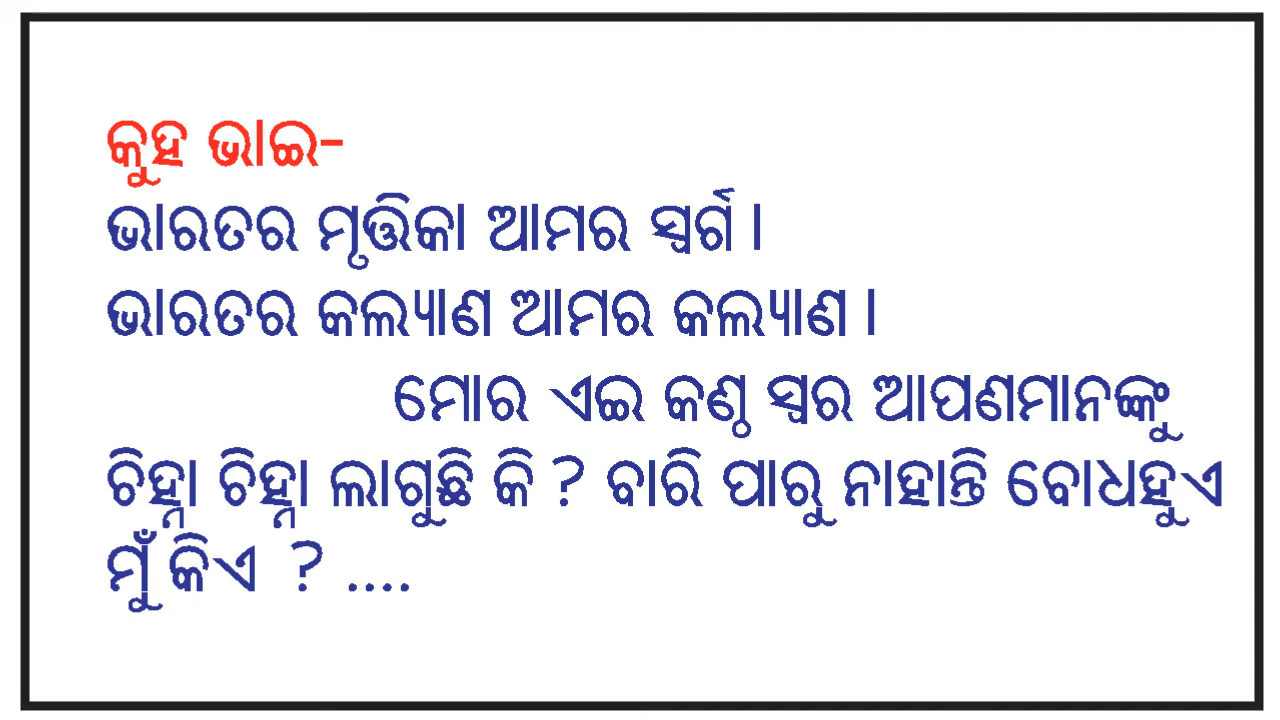 କୁହ ଭାଇ-
ଭାରତର ମୃତ୍ତିକା ଆମର ସ୍ୱର୍ଗ ।
ଭାରତର କଲ୍ୟାଣ ଆମର କଲ୍ୟାଣ ।
ମୋର ଏଇ କଣ୍ଠ ସ୍ୱର ଆପଣମାନଙ୍କୁ
ଚିହ୍ନା ଚିହ୍ନା ଲାଗୁଛି କି ? ବାରି ପାରୁ ନାହାନ୍ତି ବୋଧହୁଏ
ମୁଁ କିଏ ? ....